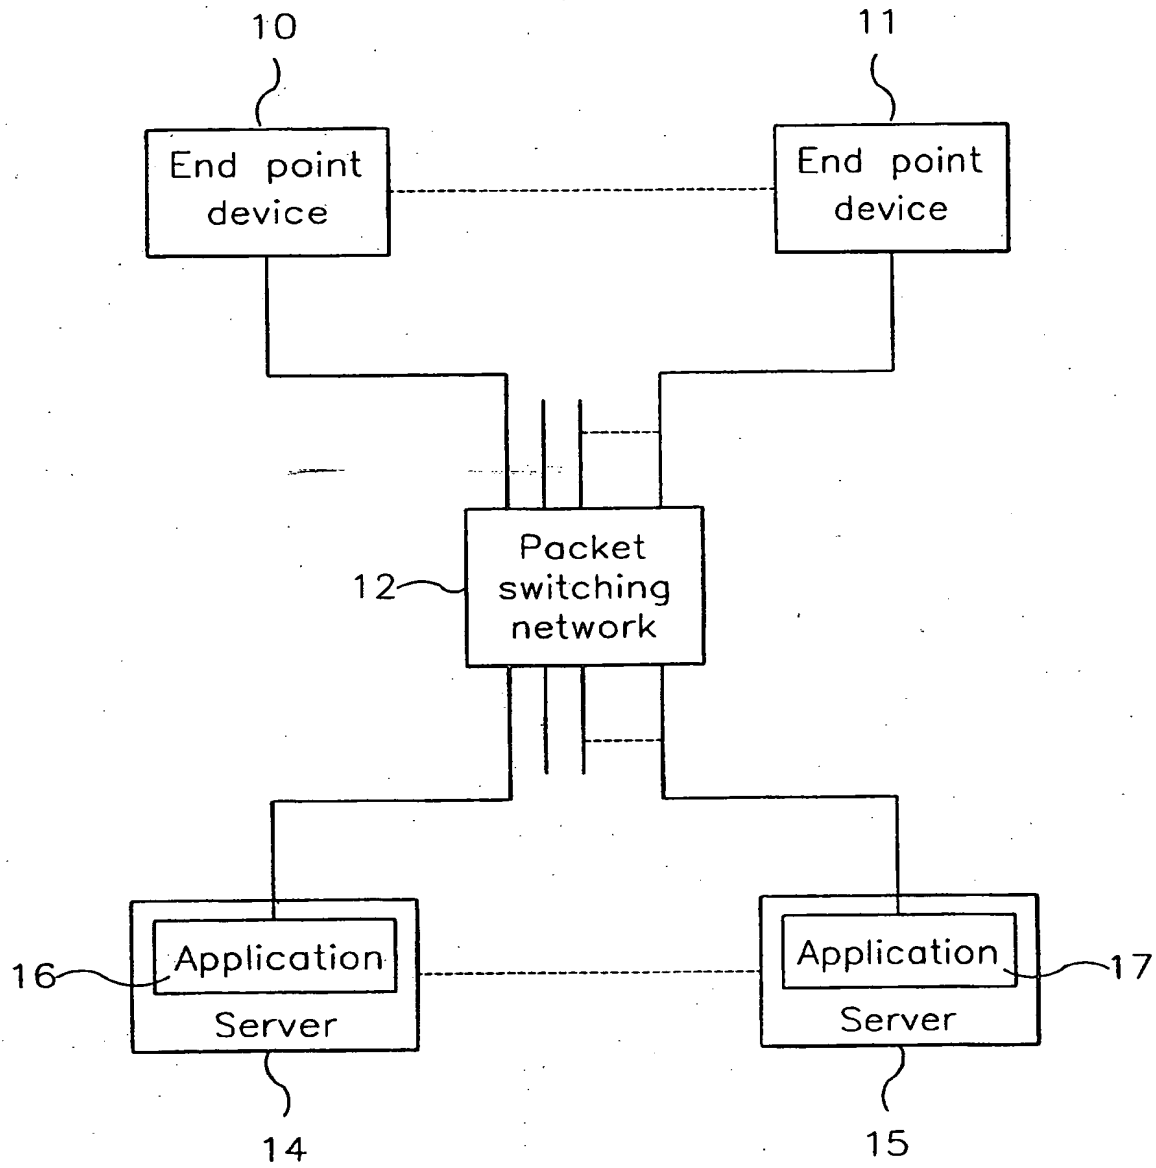 10
11
End point
device
End point
device
12
Packet
switching
network
16
Application
Server
Application
17
Server
14
15